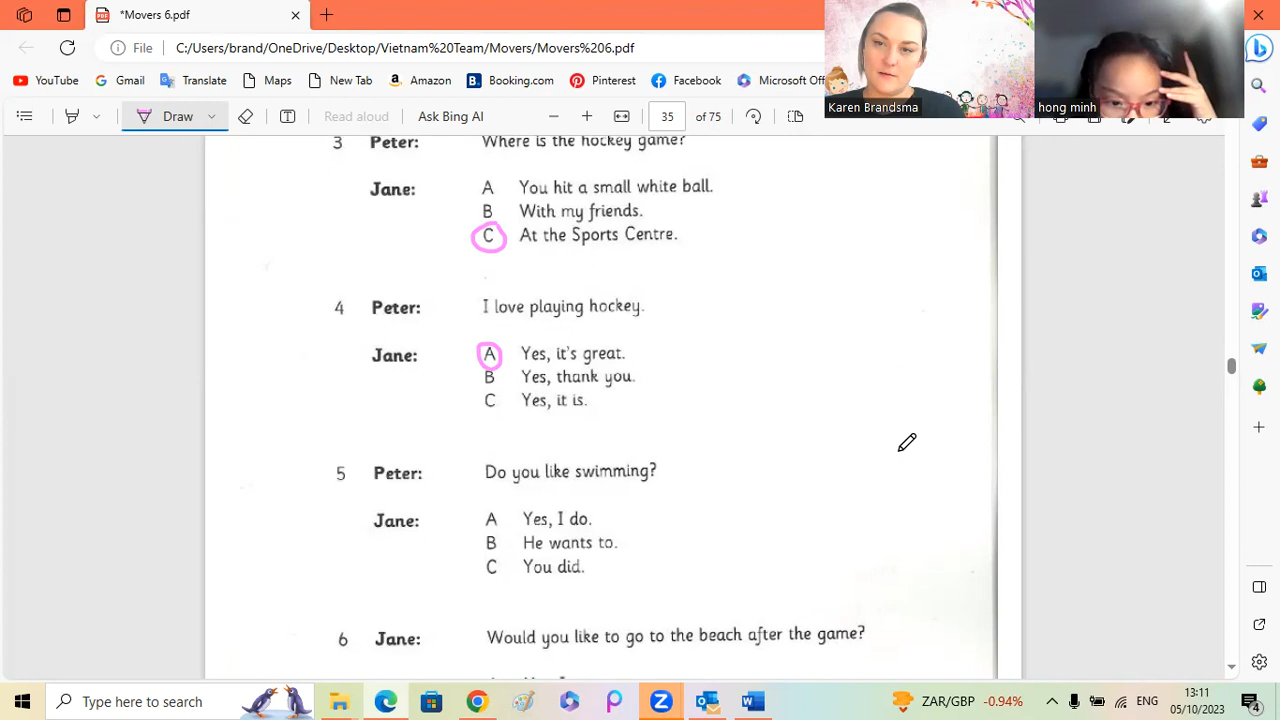 *Movers 6.pdf
File
C:/Users/brand/OneDrive/Desktop/Vietnam%20Team/Movers/Movers%206.pdf
YouTube
Gmail
Translate
Maps
New Tab
Amazon
Booking.com
Pinterest
Facebook
Microsoft Off
Karen Brandsma
hong minh
Draw
Read aloud
Ask Bing AI
35
of 75
3 Peter: Where is the hockey game?
Jane: A You hit a small white ball.
B With my friends.
C At the Sports Centre.
4 Peter: I love playing hockey.
Jane: A Yes, it's great.
B Yes, thank you.
C Yes, it is.
5 Peter: Do you like swimming?
Jane: A Yes, I do.
B He wants to.
C You did.
6 Jane: Would you like to go to the beach after the game?
Type here to search
ZAR/GBP -0.94%
ENG
13:11
05/10/2023
4